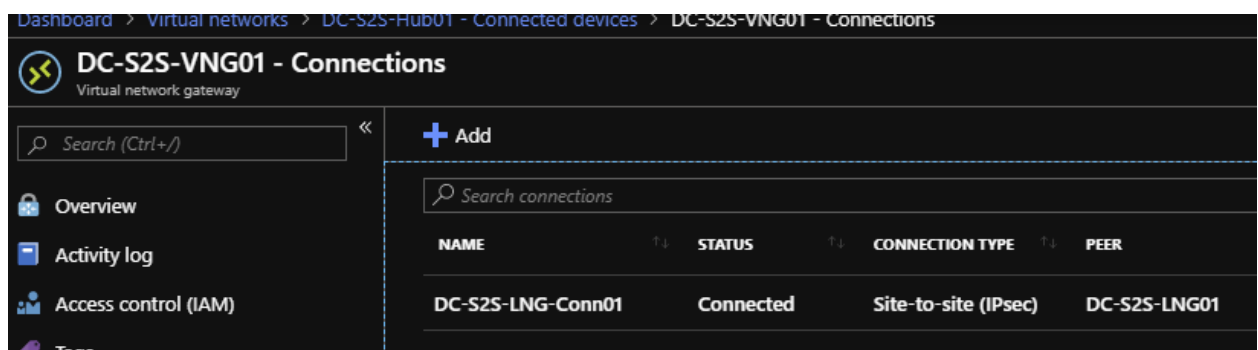 Dashboard > Virtual networks > DC-S2S-Hub01 - Connected devices > DC-S2S-VNG01 - Connections
DC-S2S-VNG01 - Connections
Virtual network gateway
Search (Ctrl+/)
«
Add
Search connections
Overview
NAME ↑↓ STATUS ↑↓ CONNECTION TYPE ↑↓ PEER
Activity log
DC-S2S-LNG-Conn01 Connected Site-to-site (IPsec) DC-S2S-LNG01
Access control (IAM)
Tags